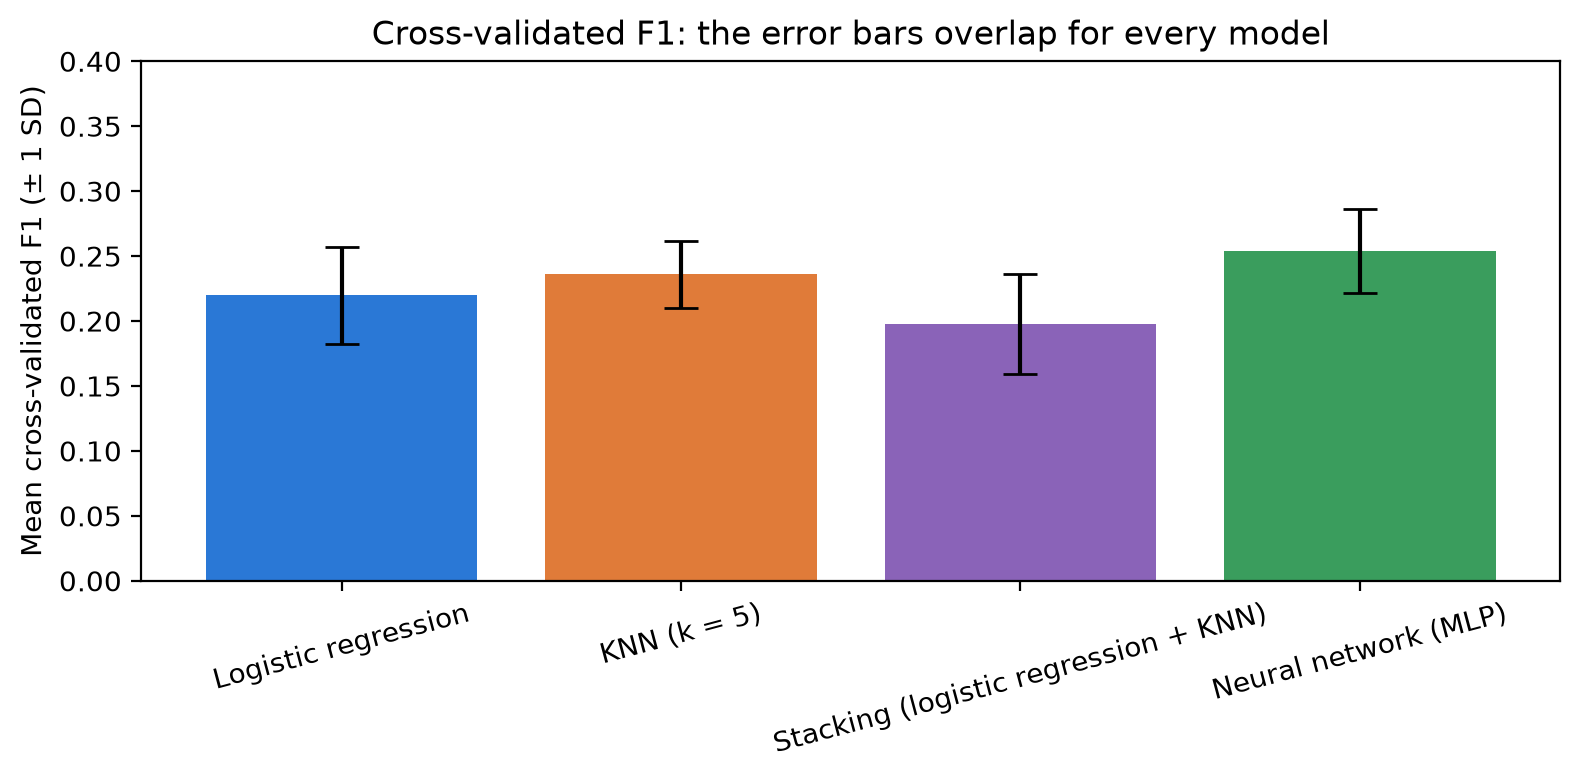 Cross-validated F1: the error bars overlap for every model
Mean cross-validated F1 (± 1 SD)
0.40
0.35
0.30
0.25
0.20
0.15
0.10
0.05
0.00
Logistic regression
KNN (k = 5)
Stacking (logistic regression + KNN)
Neural network (MLP)